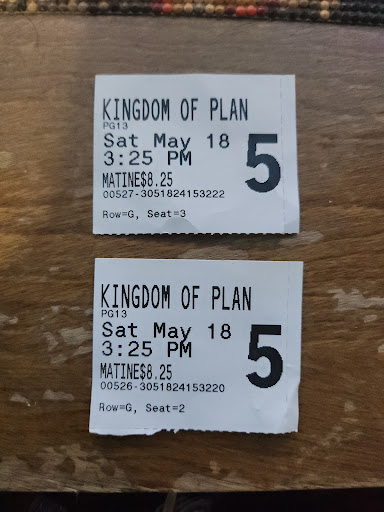 KINGDOM OF PLAN
PG13
Sat May 18
3:25 PM
5
MATINE$8.25
00527-3051824153222
Row=G, Seat=3
KINGDOM OF PLAN
PG13
Sat May 18
3:25 PM
5
MATINE$8.25
00526-3051824153220
Row=G, Seat=2